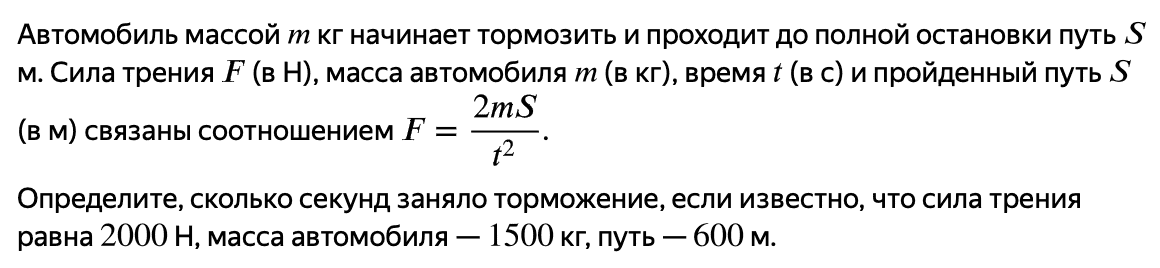 Автомобиль массой m кг начинает тормозить и проходит до полной остановки путь S
м. Сила трения F (в Н), масса автомобиля m (в кг), время t (в с) и пройденный путь S
(в м) связаны соотношением F = 2mS / t².
Определите, сколько секунд заняло торможение, если известно, что сила трения
равна 2000 Н, масса автомобиля — 1500 кг, путь — 600 м.